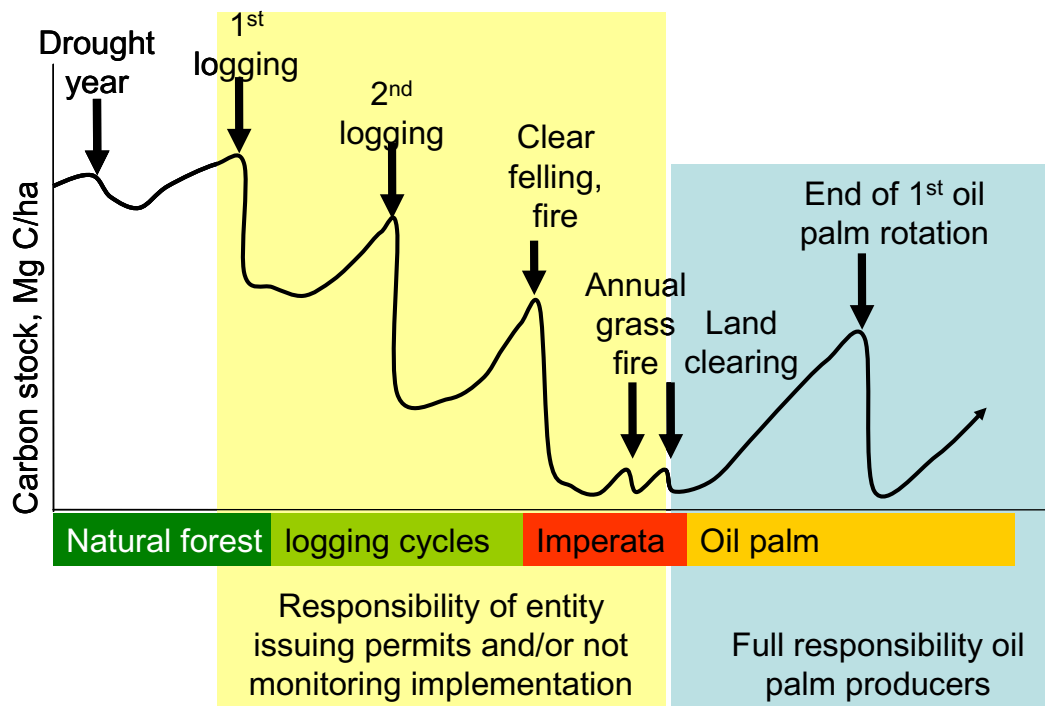 Drought
year
1st
logging
2nd
logging
Clear
felling,
fire
Annual
grass
fire
Land
clearing
End of 1st oil
palm rotation
Carbon stock, Mg C/ha
Natural forest
logging cycles
Imperata
Oil palm
Responsibility of entity
issuing permits and/or not
monitoring implementation
Full responsibility oil
palm producers